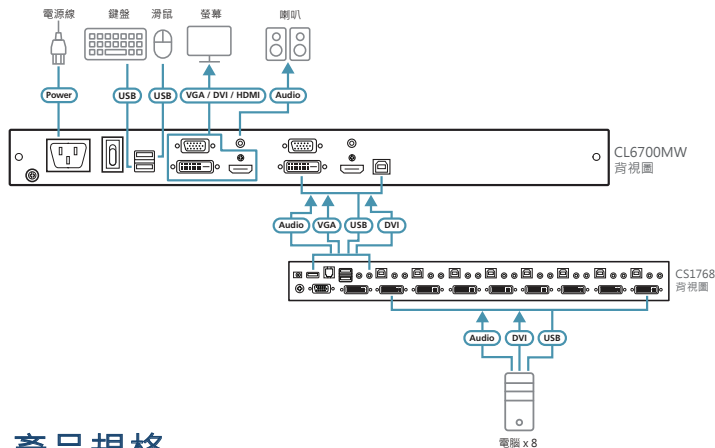 電源線 鍵盤 滑鼠 螢幕 喇叭
Power USB USB VGA / DVI / HDMI Audio
CL6700MW
背視圖
Audio VGA USB DVI
CS1768
背視圖
Audio DVI USB
電腦 x 8
產品規格